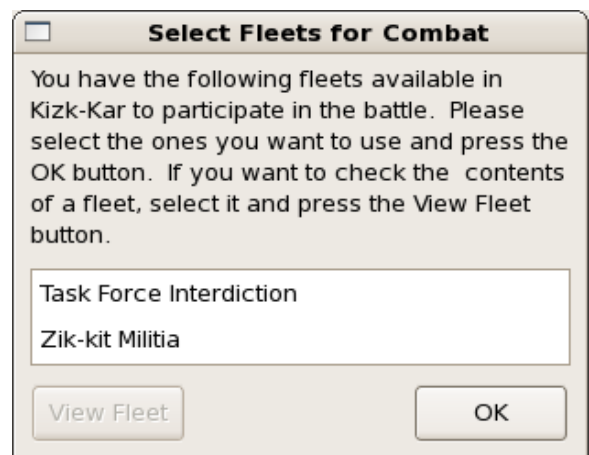 Select Fleets for Combat
You have the following fleets available in
Kizk-Kar to participate in the battle.  Please
select the ones you want to use and press the
OK button.  If you want to check the  contents
of a fleet, select it and press the View Fleet
button.
Task Force Interdiction
Zik-kit Militia
View Fleet
OK